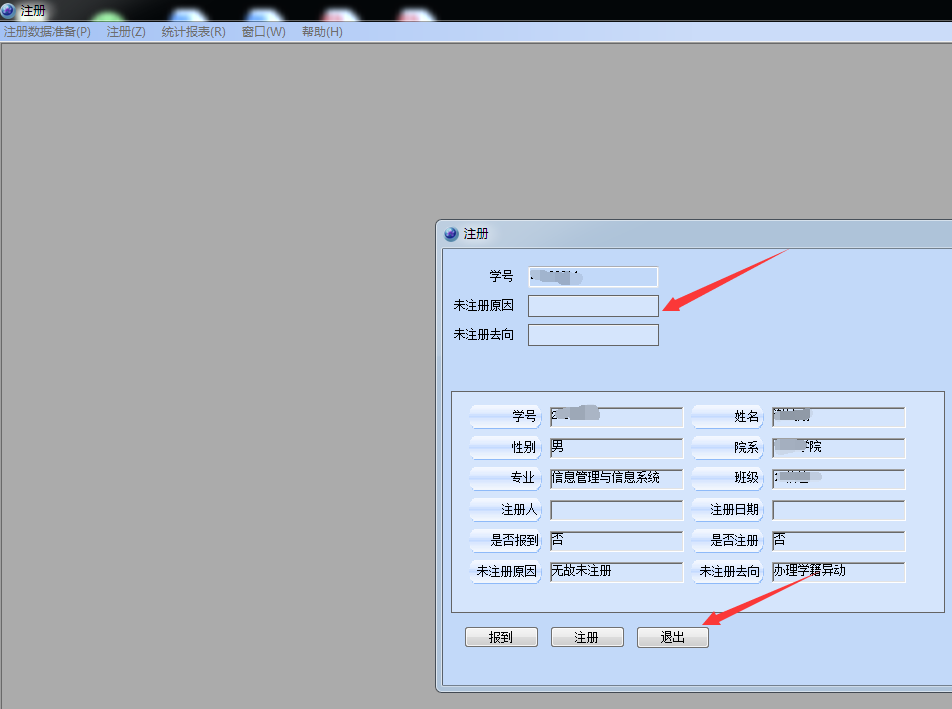 注册
注册数据准备(P) 注册(Z) 统计报表(R) 窗口(W) 帮助(H)
注册
学号
未注册原因
未注册去向
学号 姓名
性别 男 院系 学院
专业 信息管理与信息系统 班级
注册人 注册日期
是否报到 否 是否注册 否
未注册原因 无故未注册 未注册去向 办理学籍异动
报到 注册 退出